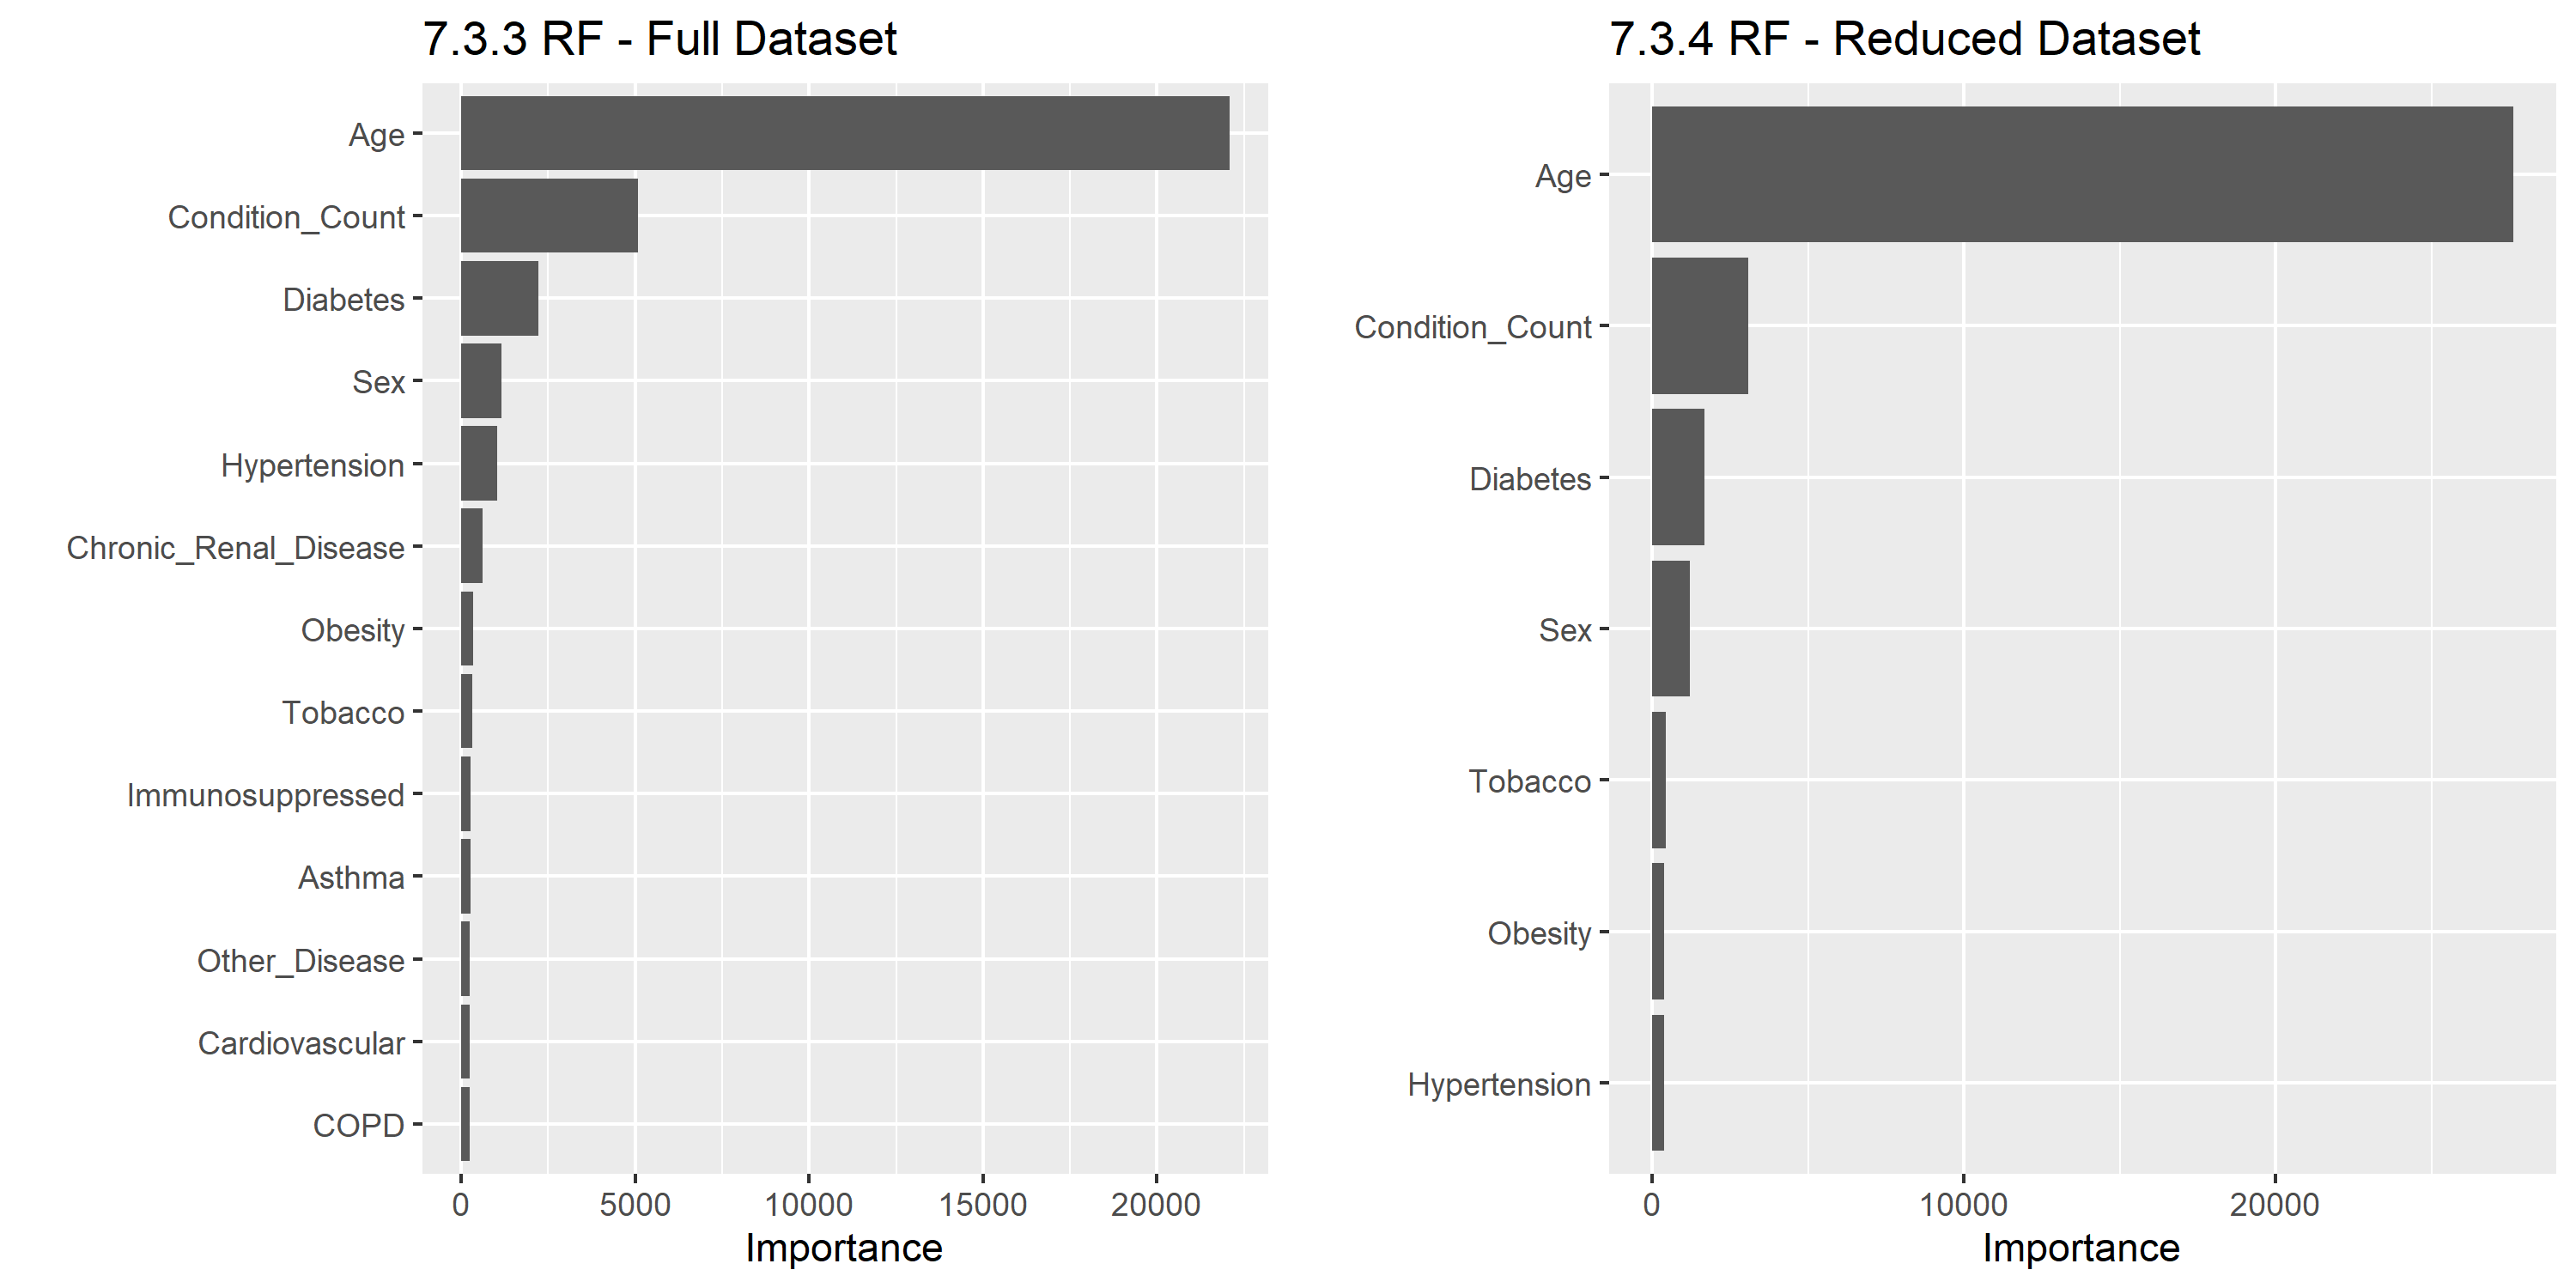 7.3.3 RF - Full Dataset
Age
Condition_Count
Diabetes
Sex
Hypertension
Chronic_Renal_Disease
Obesity
Tobacco
Immunosuppressed
Asthma
Other_Disease
Cardiovascular
COPD
0 5000 10000 15000 20000
Importance
7.3.4 RF - Reduced Dataset
Age
Condition_Count
Diabetes
Sex
Tobacco
Obesity
Hypertension
0 10000 20000
Importance